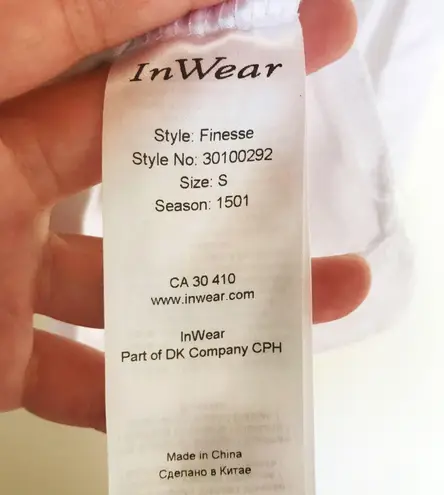 InWear
Style: Finesse
Style No: 30100292
Size: S
Season: 1501
CA 30 410
www.inwear.com
InWear
Part of DK Company CPH
Made in China
Сделано в Китае